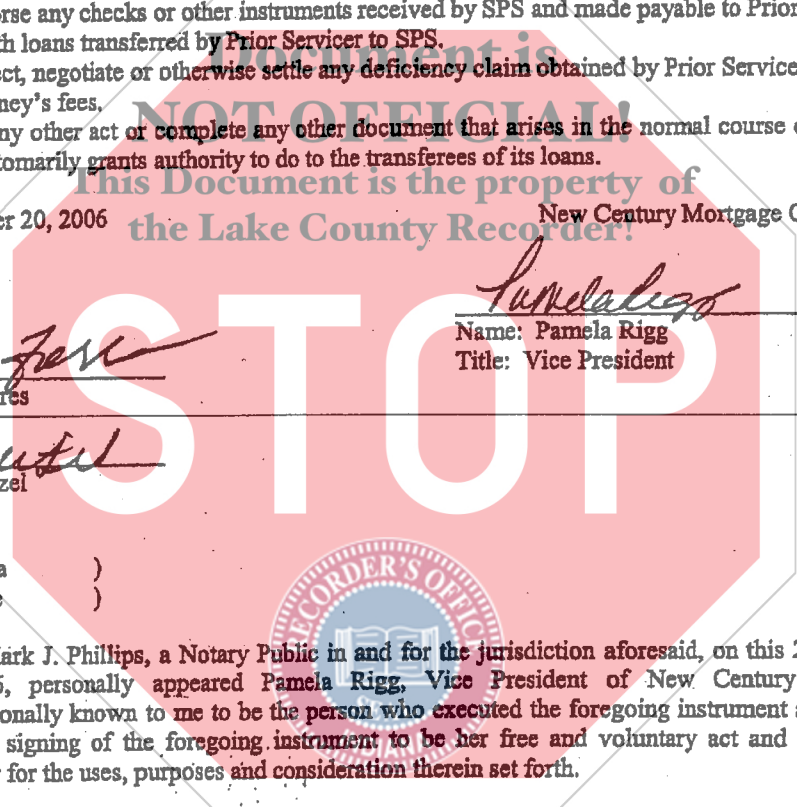 rse any checks or other instruments received by SPS and made payable to Prior
th loans transferred by Prior Servicer to SPS.
Document is
ect, negotiate or otherwise settle any deficiency claim obtained by Prior Service
ney's fees.
NOT OFFICIAL!
ny other act or complete any other document that arises in the normal course
tomarily grants authority to do to the transferees of its loans.
This Document is the property of
er 20, 2006
New Century Mortgage C
the Lake County Recorder!
Pamela Rigg
Name: Pamela Rigg
Title: Vice President
res
STOP
zel
a )
e )
RECORDER'S OFFIC
ark J. Phillips, a Notary Public in and for the jurisdiction aforesaid, on this 2
6, personally appeared Pamela Rigg, Vice President of New Century
onally known to me to be the person who executed the foregoing instrument
signing of the foregoing instrument to be her free and voluntary act and
for the uses, purposes and consideration therein set forth.